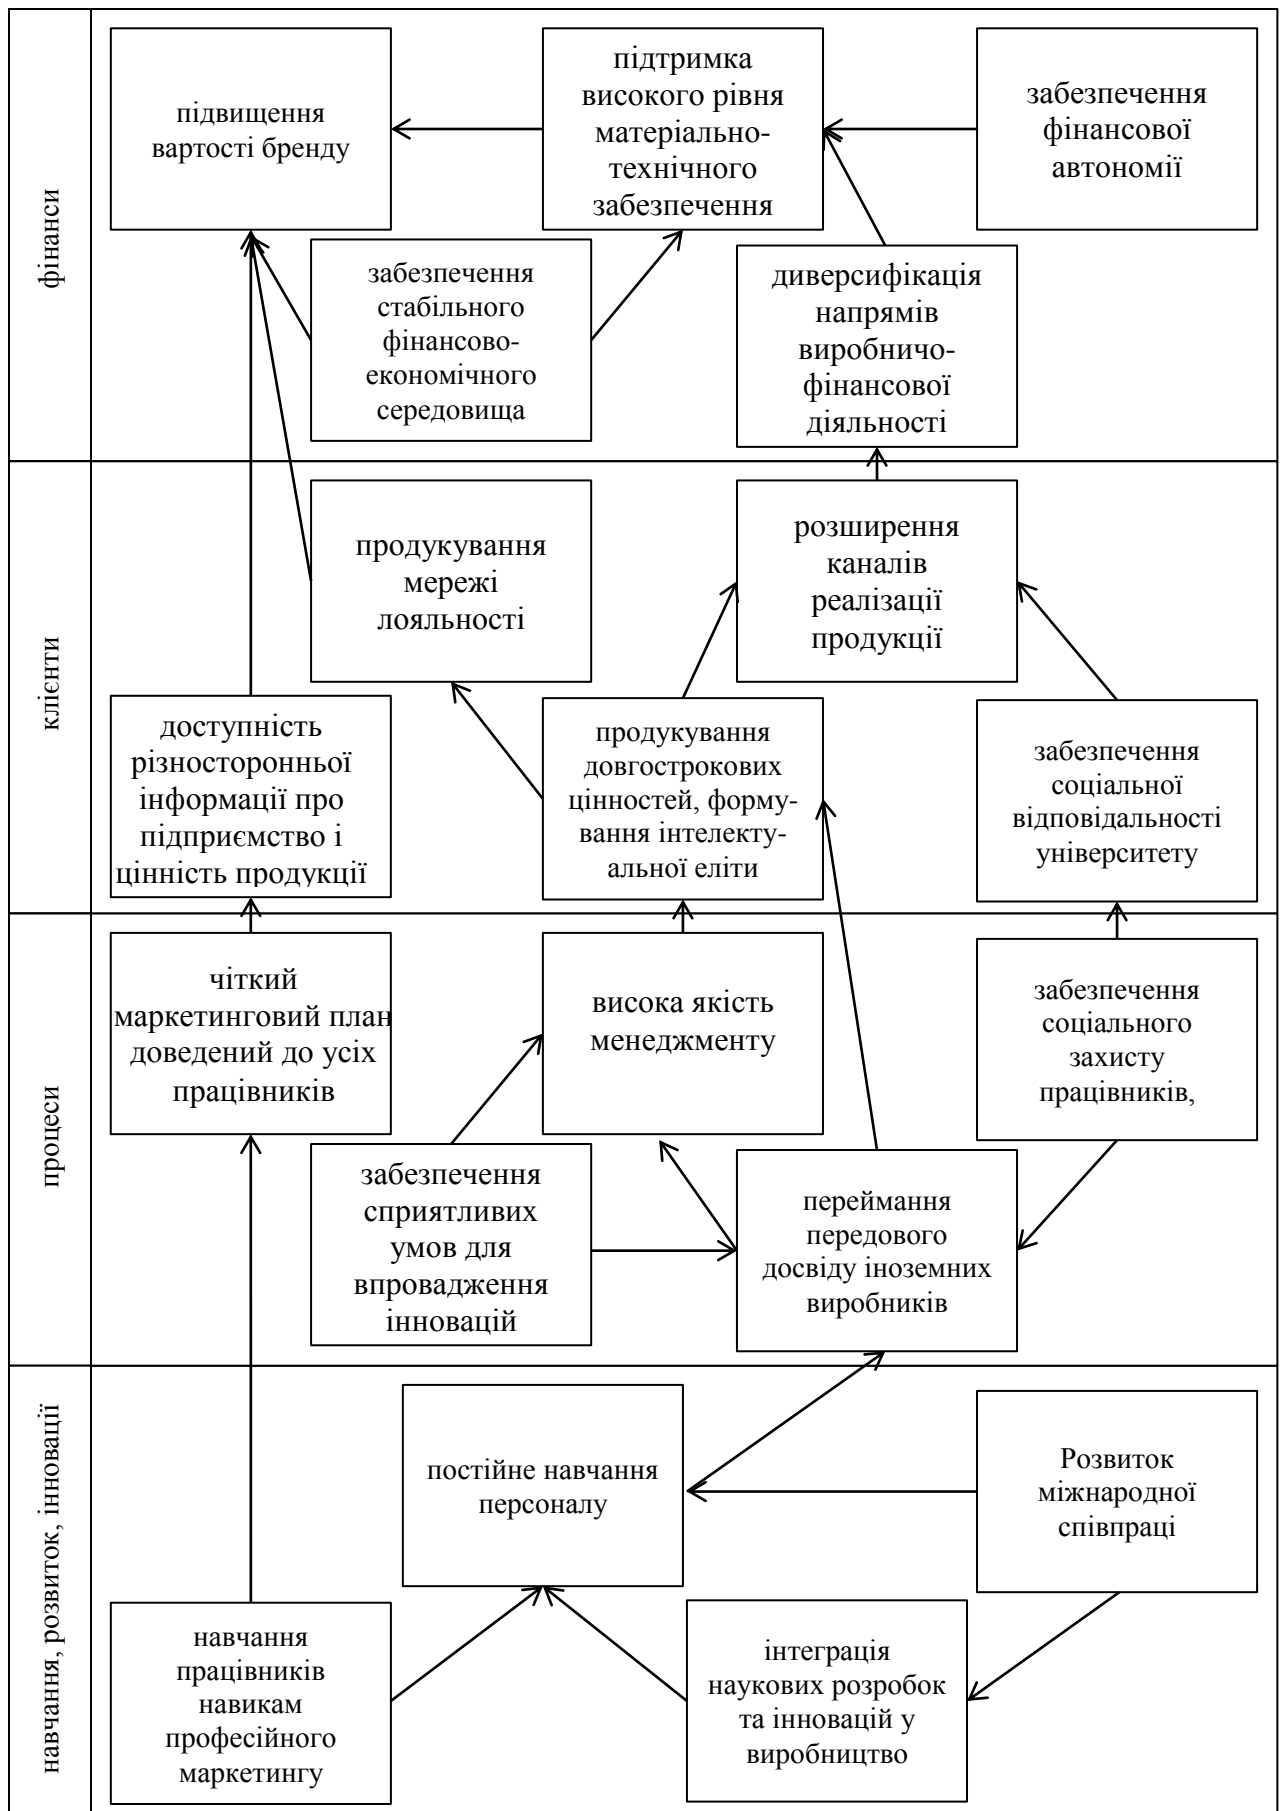 фінанси
підвищення
вартості бренду
підтримка
високого рівня
матеріально-
технічного
забезпечення
забезпечення
фінансової
автономії
забезпечення
стабільного
фінансово-
економічного
середовища
диверсифікація
напрямів
виробничо-
фінансової
діяльності
клієнти
продукування
мережі
лояльності
розширення
каналів
реалізації
продукції
доступність
різносторонньої
інформації про
підприємство і
цінність продукції
продукування
довгострокових
цінностей, форму-
вання інтелекту-
альної еліти
забезпечення
соціальної
відповідальності
університету
процеси
чіткий
маркетинговий план
доведений до усіх
працівників
висока якість
менеджменту
забезпечення
соціального
захисту
працівників,
забезпечення
сприятливих
умов для
впровадження
інновацій
переймання
передового
досвіду іноземних
виробників
навчання, розвиток, інновації
постійне навчання
персоналу
Розвиток
міжнародної
співпраці
навчання
працівників
навикам
професійного
маркетингу
інтеграція
наукових розробок
та інновацій у
виробництво